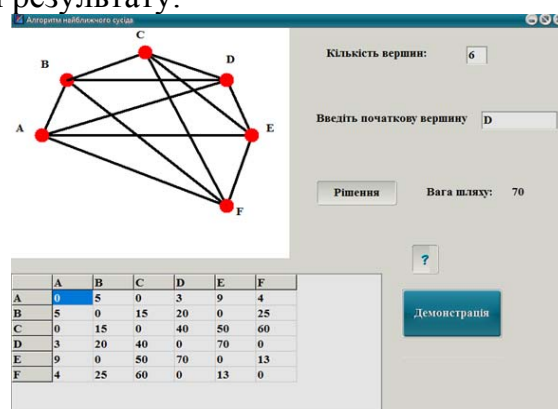 результату.
Алгоритм найближчого сусіда
C
B
D
A
E
F
Кількість вершин: 6
Введіть початкову вершину D
Рішення Вага шляху: 70
?
Демонстрація
A B C D E F
A 0 5 0 3 9 4
B 5 0 15 20 0 25
C 0 15 0 40 50 60
D 3 20 40 0 70 0
E 9 0 50 70 0 13
F 4 25 60 0 13 0